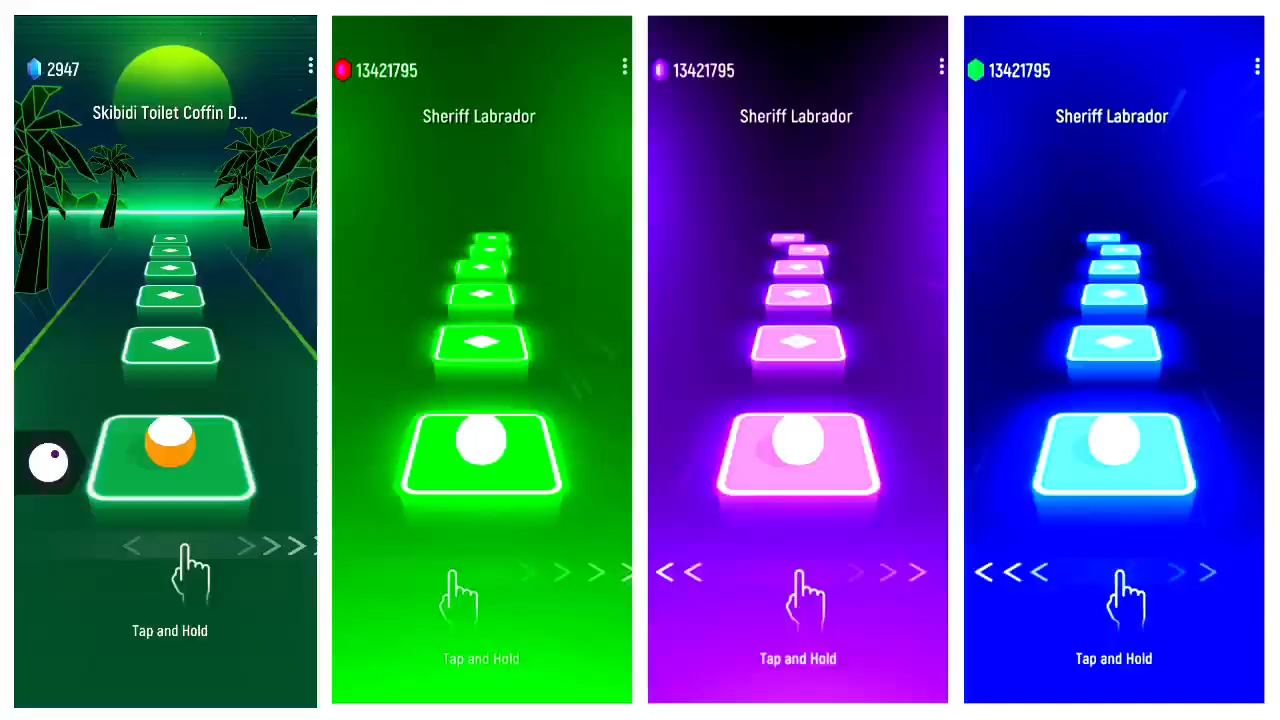 2947
Skibidi Toilet Coffin D...
Tap and Hold
13421795
Sheriff Labrador
Tap and Hold
13421795
Sheriff Labrador
Tap and Hold
13421795
Sheriff Labrador
Tap and Hold